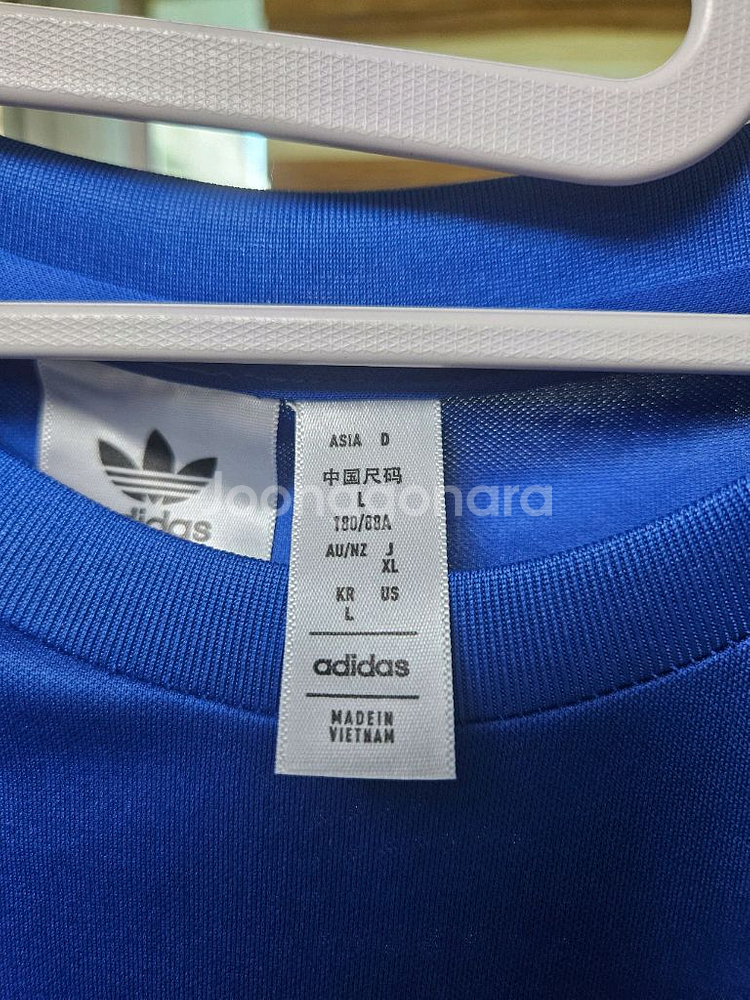 adidas
ASIA D
中国尺码
L
180/88A
AU/NZ J
XL
KR US
L
adidas
MADEIN
VIETNAM
Joonggonara